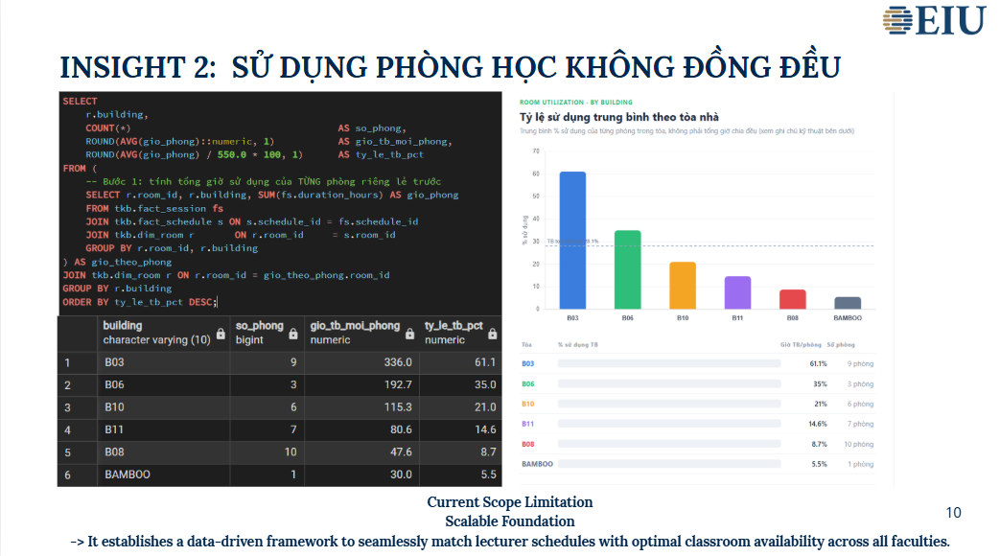 EIU
INSIGHT 2: SỬ DỤNG PHÒNG HỌC KHÔNG ĐỒNG ĐỀU
SELECT
r.building,
COUNT(*) AS so_phong,
ROUND(AVG(gio_phong)::numeric, 1) AS gio_tb_moi_phong,
ROUND(AVG(gio_phong) / 550.0 * 100, 1) AS ty_le_tb_pct
FROM (
-- Bước 1: tính tổng giờ sử dụng của TỪNG phòng riêng lẻ trước
SELECT r.room_id, r.building, SUM(fs.duration_hours) AS gio_phong
FROM tkb.fact_session fs
JOIN tkb.fact_schedule s ON s.schedule_id = fs.schedule_id
JOIN tkb.dim_room r ON r.room_id = s.room_id
GROUP BY r.room_id, r.building
) AS gio_theo_phong
JOIN tkb.dim_room r ON r.room_id = gio_theo_phong.room_id
GROUP BY r.building
ORDER BY ty_le_tb_pct DESC;
building so_phong gio_tb_moi_phong ty_le_tb_pct
character varying (10) bigint numeric numeric
1 B03 9 336.0 61.1
2 B06 3 192.7 35.0
3 B10 6 115.3 21.0
4 B11 7 80.6 14.6
5 B08 10 47.6 8.7
6 BAMBOO 1 30.0 5.5
ROOM UTILIZATION - BY BUILDING
Tỷ lệ sử dụng trung bình theo tòa nhà
Trung bình % sử dụng của từng phòng trong tòa, không phải tổng giờ chia đều (xem ghi chú kỹ thuật bên dưới)
% sử dụng
70
60
50
40
30
20
10
0
B03 B06 B10 B11 B08 BAMBOO
Tòa % sử dụng TB Giờ TB/phòng Số phòng
B03 61.1% 9 phòng
B06 35% 3 phòng
B10 21% 6 phòng
B11 14.6% 7 phòng
B08 8.7% 10 phòng
BAMBOO 5.5% 1 phòng
Current Scope Limitation
Scalable Foundation
-> It establishes a data-driven framework to seamlessly match lecturer schedules with optimal classroom availability across all faculties.
10